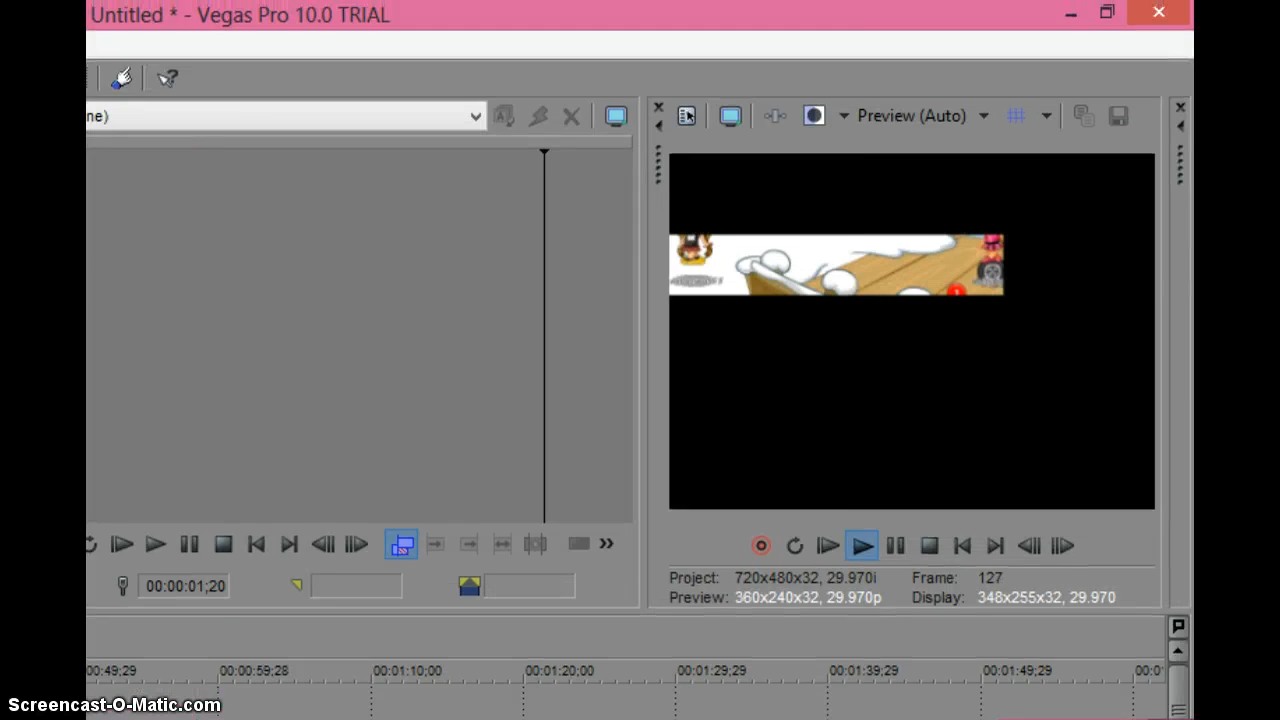 Untitled * - Vegas Pro 10.0 TRIAL
ne)
Preview (Auto)
00:00:01;20
Project: 720x480x32, 29.970i Frame: 127
Preview: 360x240x32, 29.970p Display: 348x255x32, 29.970
00:49;29 00:00:59;28 00:01:10;00 00:01:20;00 00:01:29;29 00:01:39;29 00:01:49;29 00:0
Screencast-O-Matic.com